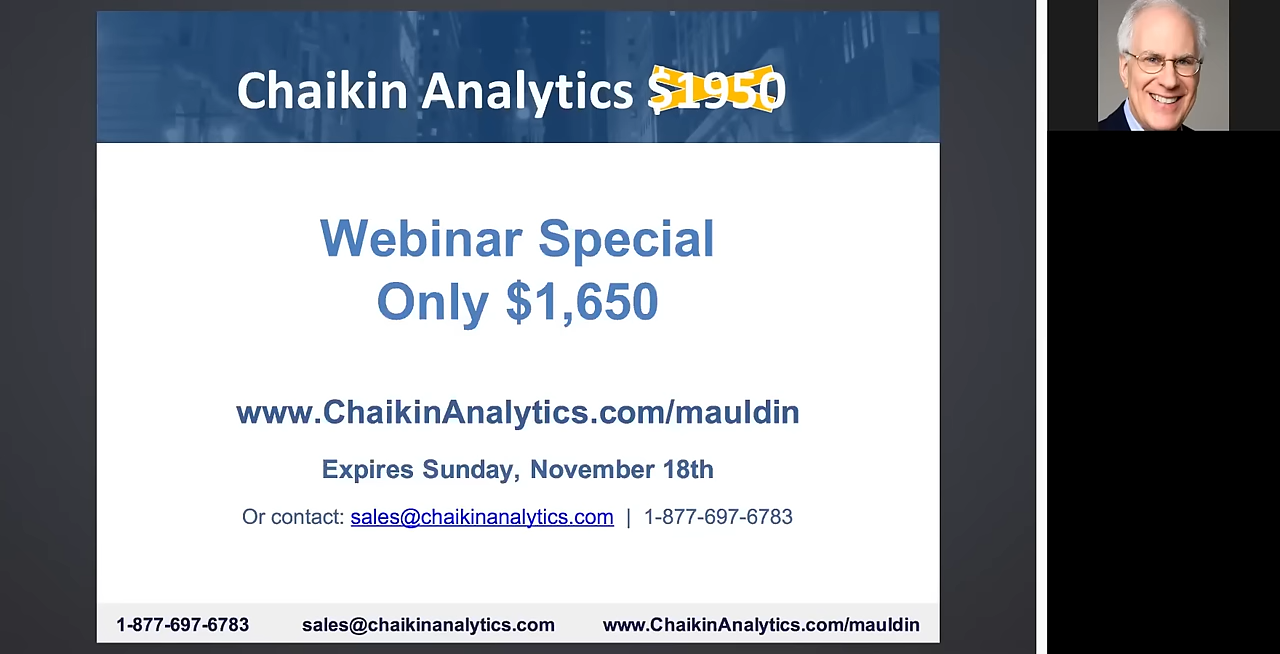 Chaikin Analytics $1950
Webinar Special
Only $1,650
www.ChaikinAnalytics.com/mauldin
Expires Sunday, November 18th
Or contact: sales@chaikinanalytics.com | 1-877-697-6783
1-877-697-6783 sales@chaikinanalytics.com www.ChaikinAnalytics.com/mauldin